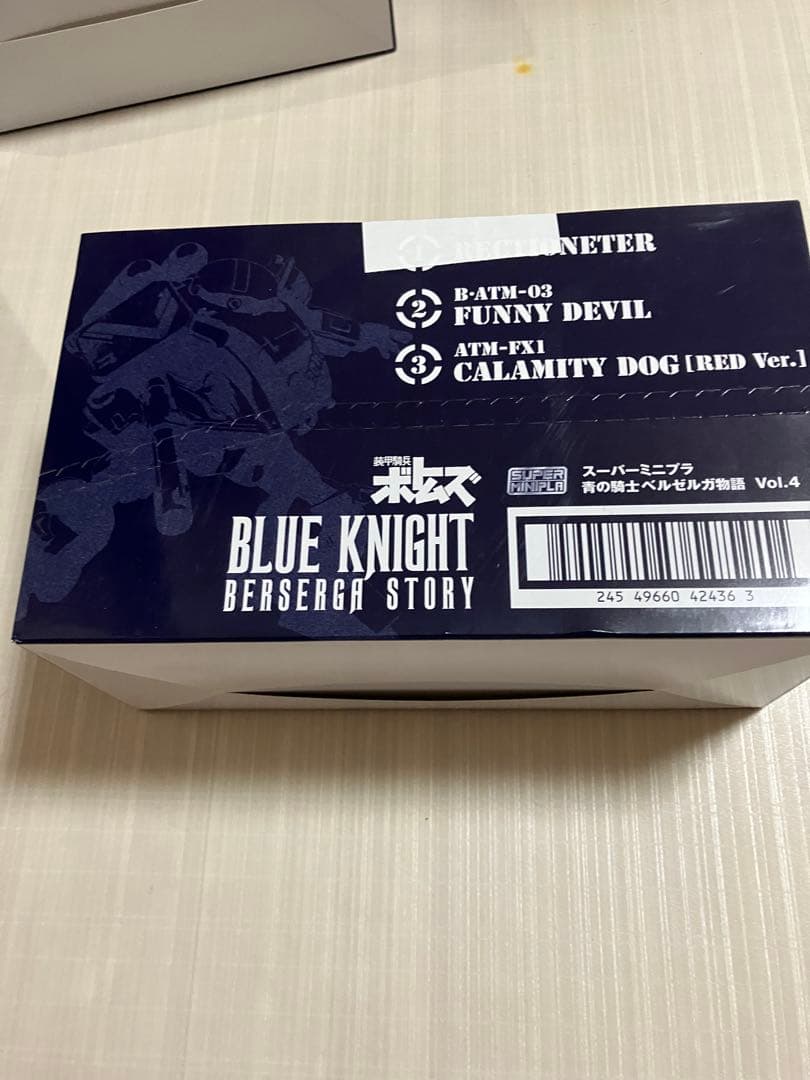 1 RECTIONETER
B·ATM-03
2 FUNNY DEVIL
ATM-FX1
3 CALAMITY DOG [RED Ver.]
装甲騎兵
ボトムズ
BLUE KNIGHT
BERSERGA STORY
SUPER
MINIPLA
スーパーミニプラ
青の騎士ベルゼルガ物語 Vol.4
245 49660 42436 3